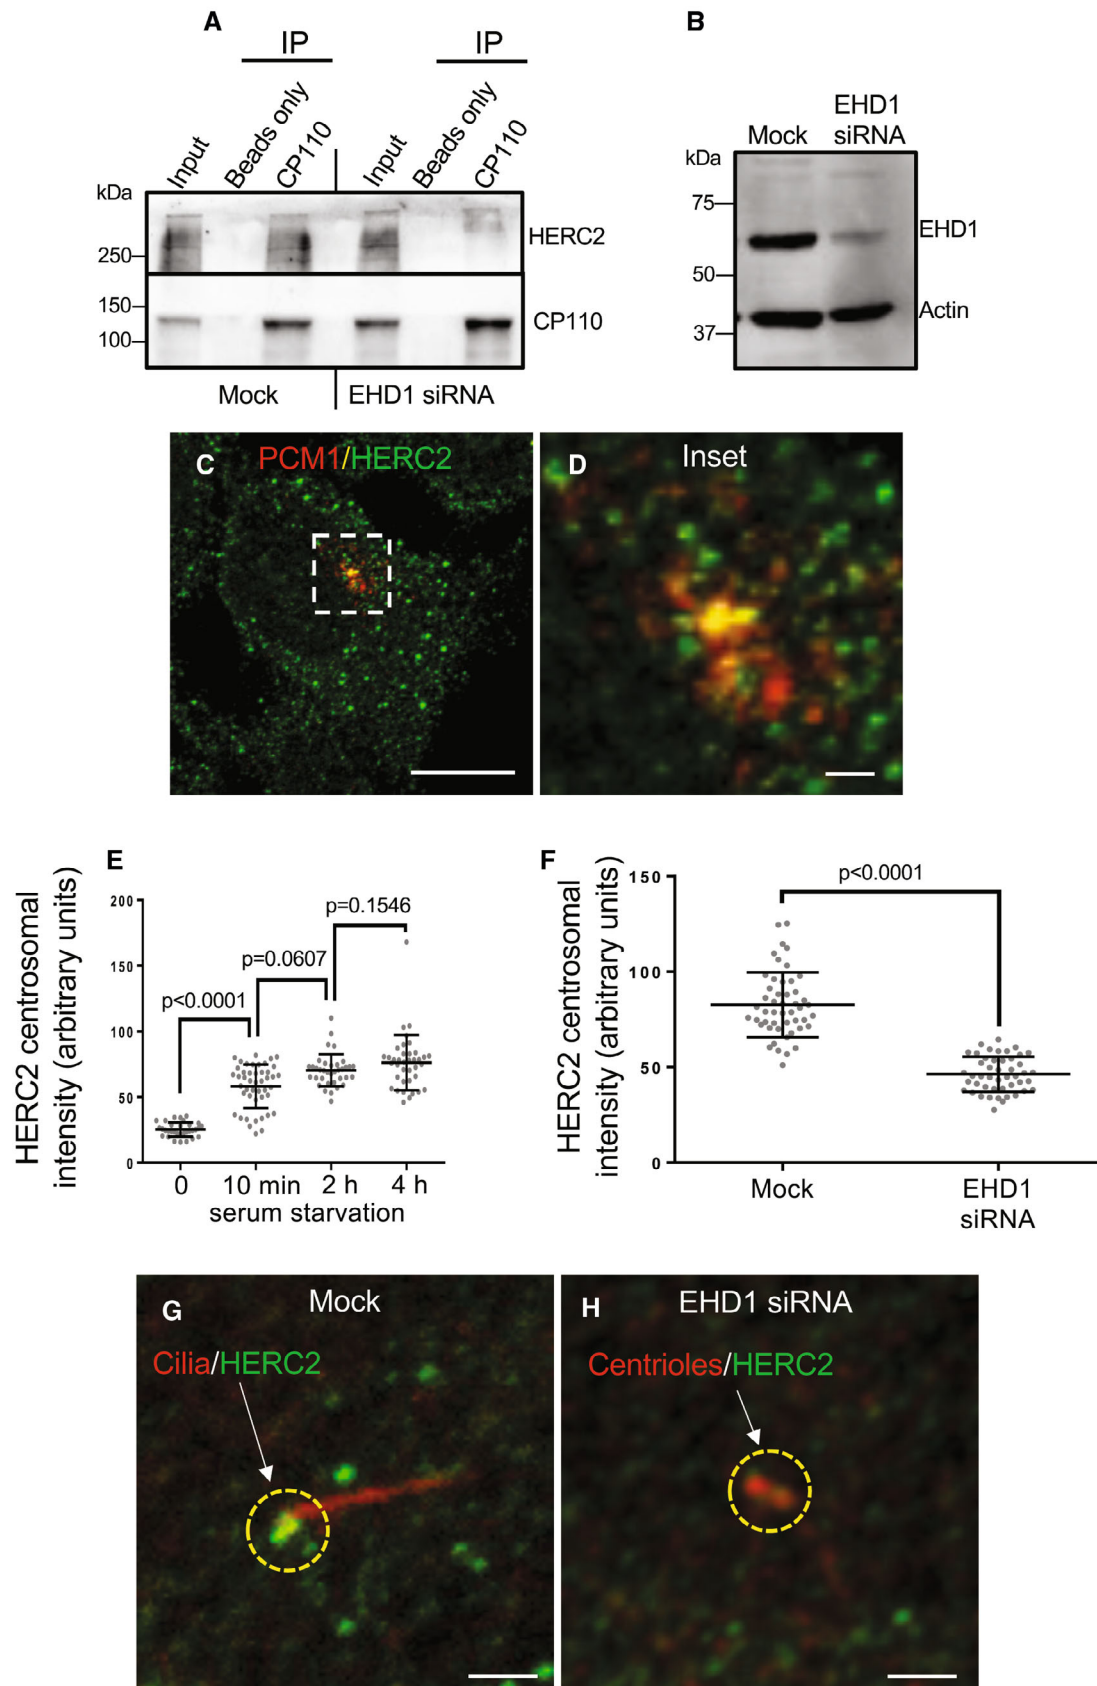 A
IP
IP
Input
Beads only
CP110
Input
Beads only
CP110
kDa
250
HERC2
150
100
CP110
Mock
EHD1 siRNA
B
Mock
EHD1
siRNA
kDa
75
EHD1
50
Actin
37
C
PCM1/HERC2
D
Inset
E
HERC2 centrosomal
intensity (arbitrary units)
200
150
100
50
0
p<0.0001
p=0.0607
p=0.1546
0
10 min
2 h
4 h
serum starvation
F
HERC2 centrosomal
intensity (arbitrary units)
150
100
50
0
p<0.0001
Mock
EHD1
siRNA
G
Mock
Cilia/HERC2
H
EHD1 siRNA
Centrioles/HERC2